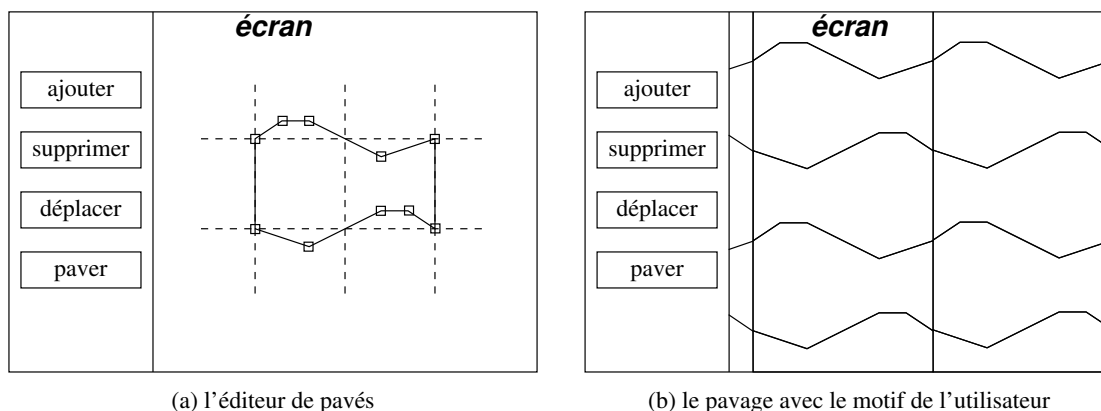 écran
ajouter
supprimer
déplacer
paver
(a) l'éditeur de pavés
écran
ajouter
supprimer
déplacer
paver
(b) le pavage avec le motif de l'utilisateur